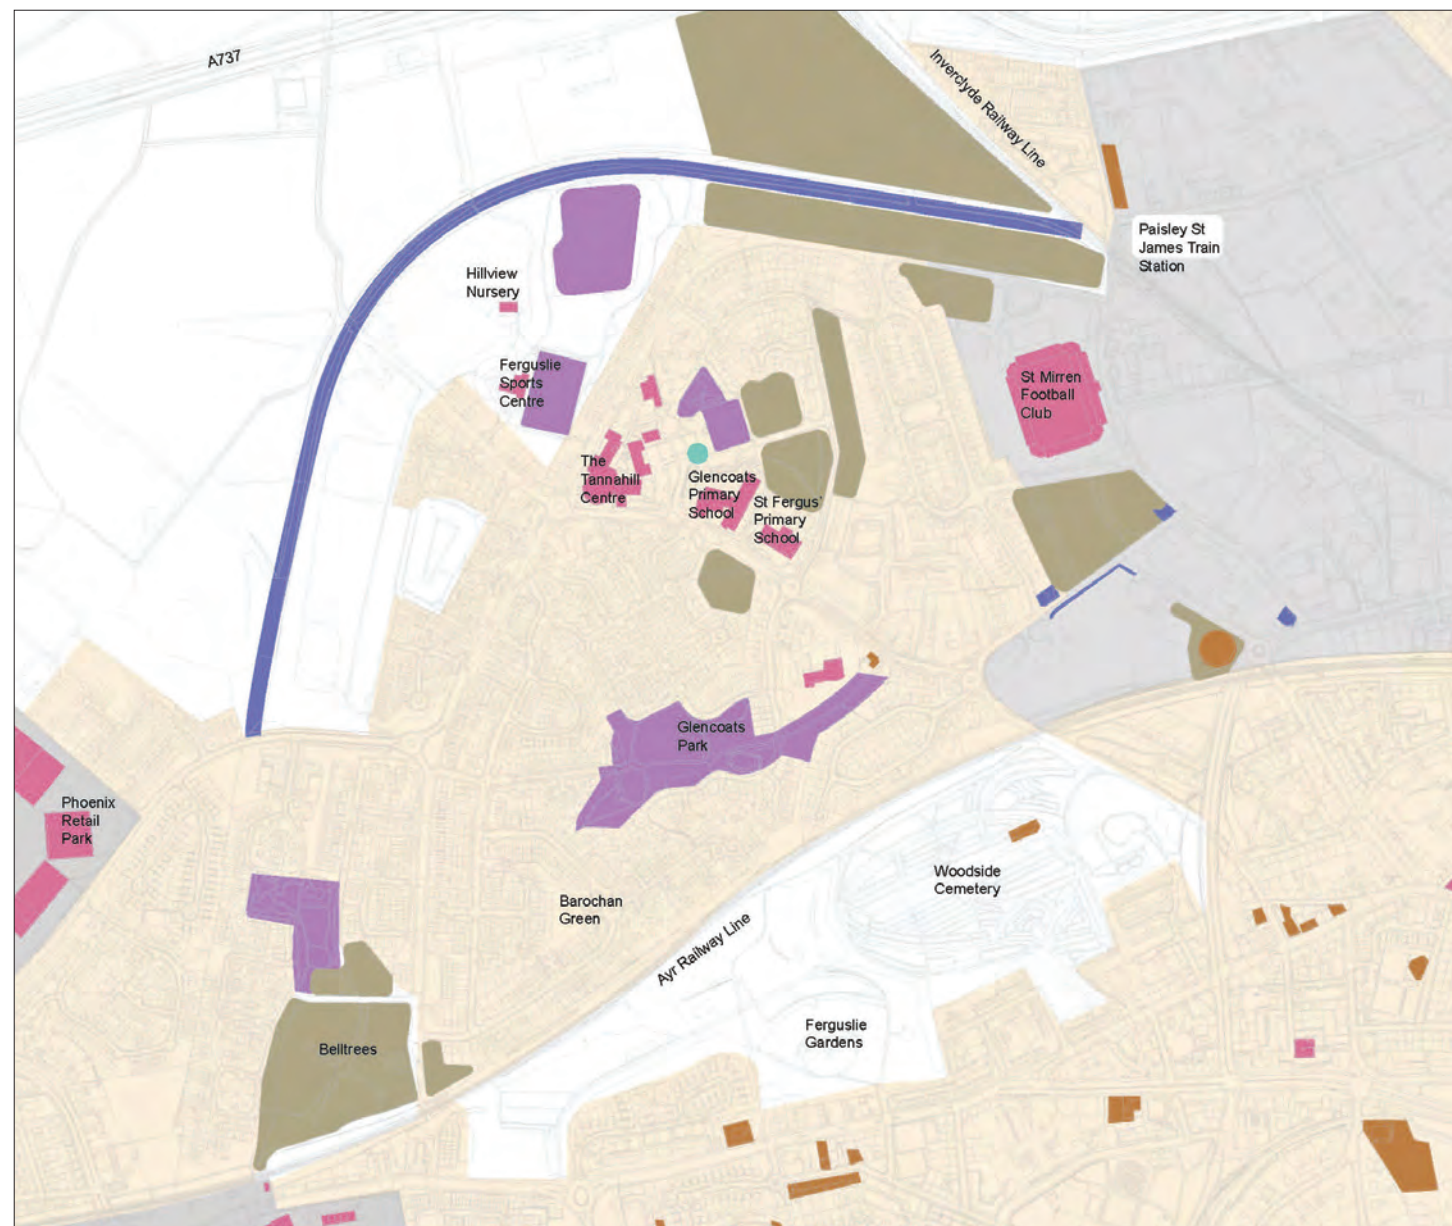 A737
Inverclyde Railway Line
Paisley St
James Train
Station
Hillview
Nursery
Ferguslie
Sports
Centre
St Mirren
Football
Club
The
Tannahill
Centre
Glencoats
Primary
School
St Fergus'
Primary
School
Glencoats
Park
Phoenix
Retail
Park
Barochan
Green
Woodside
Cemetery
Ayr Railway Line
Ferguslie
Gardens
Belltrees